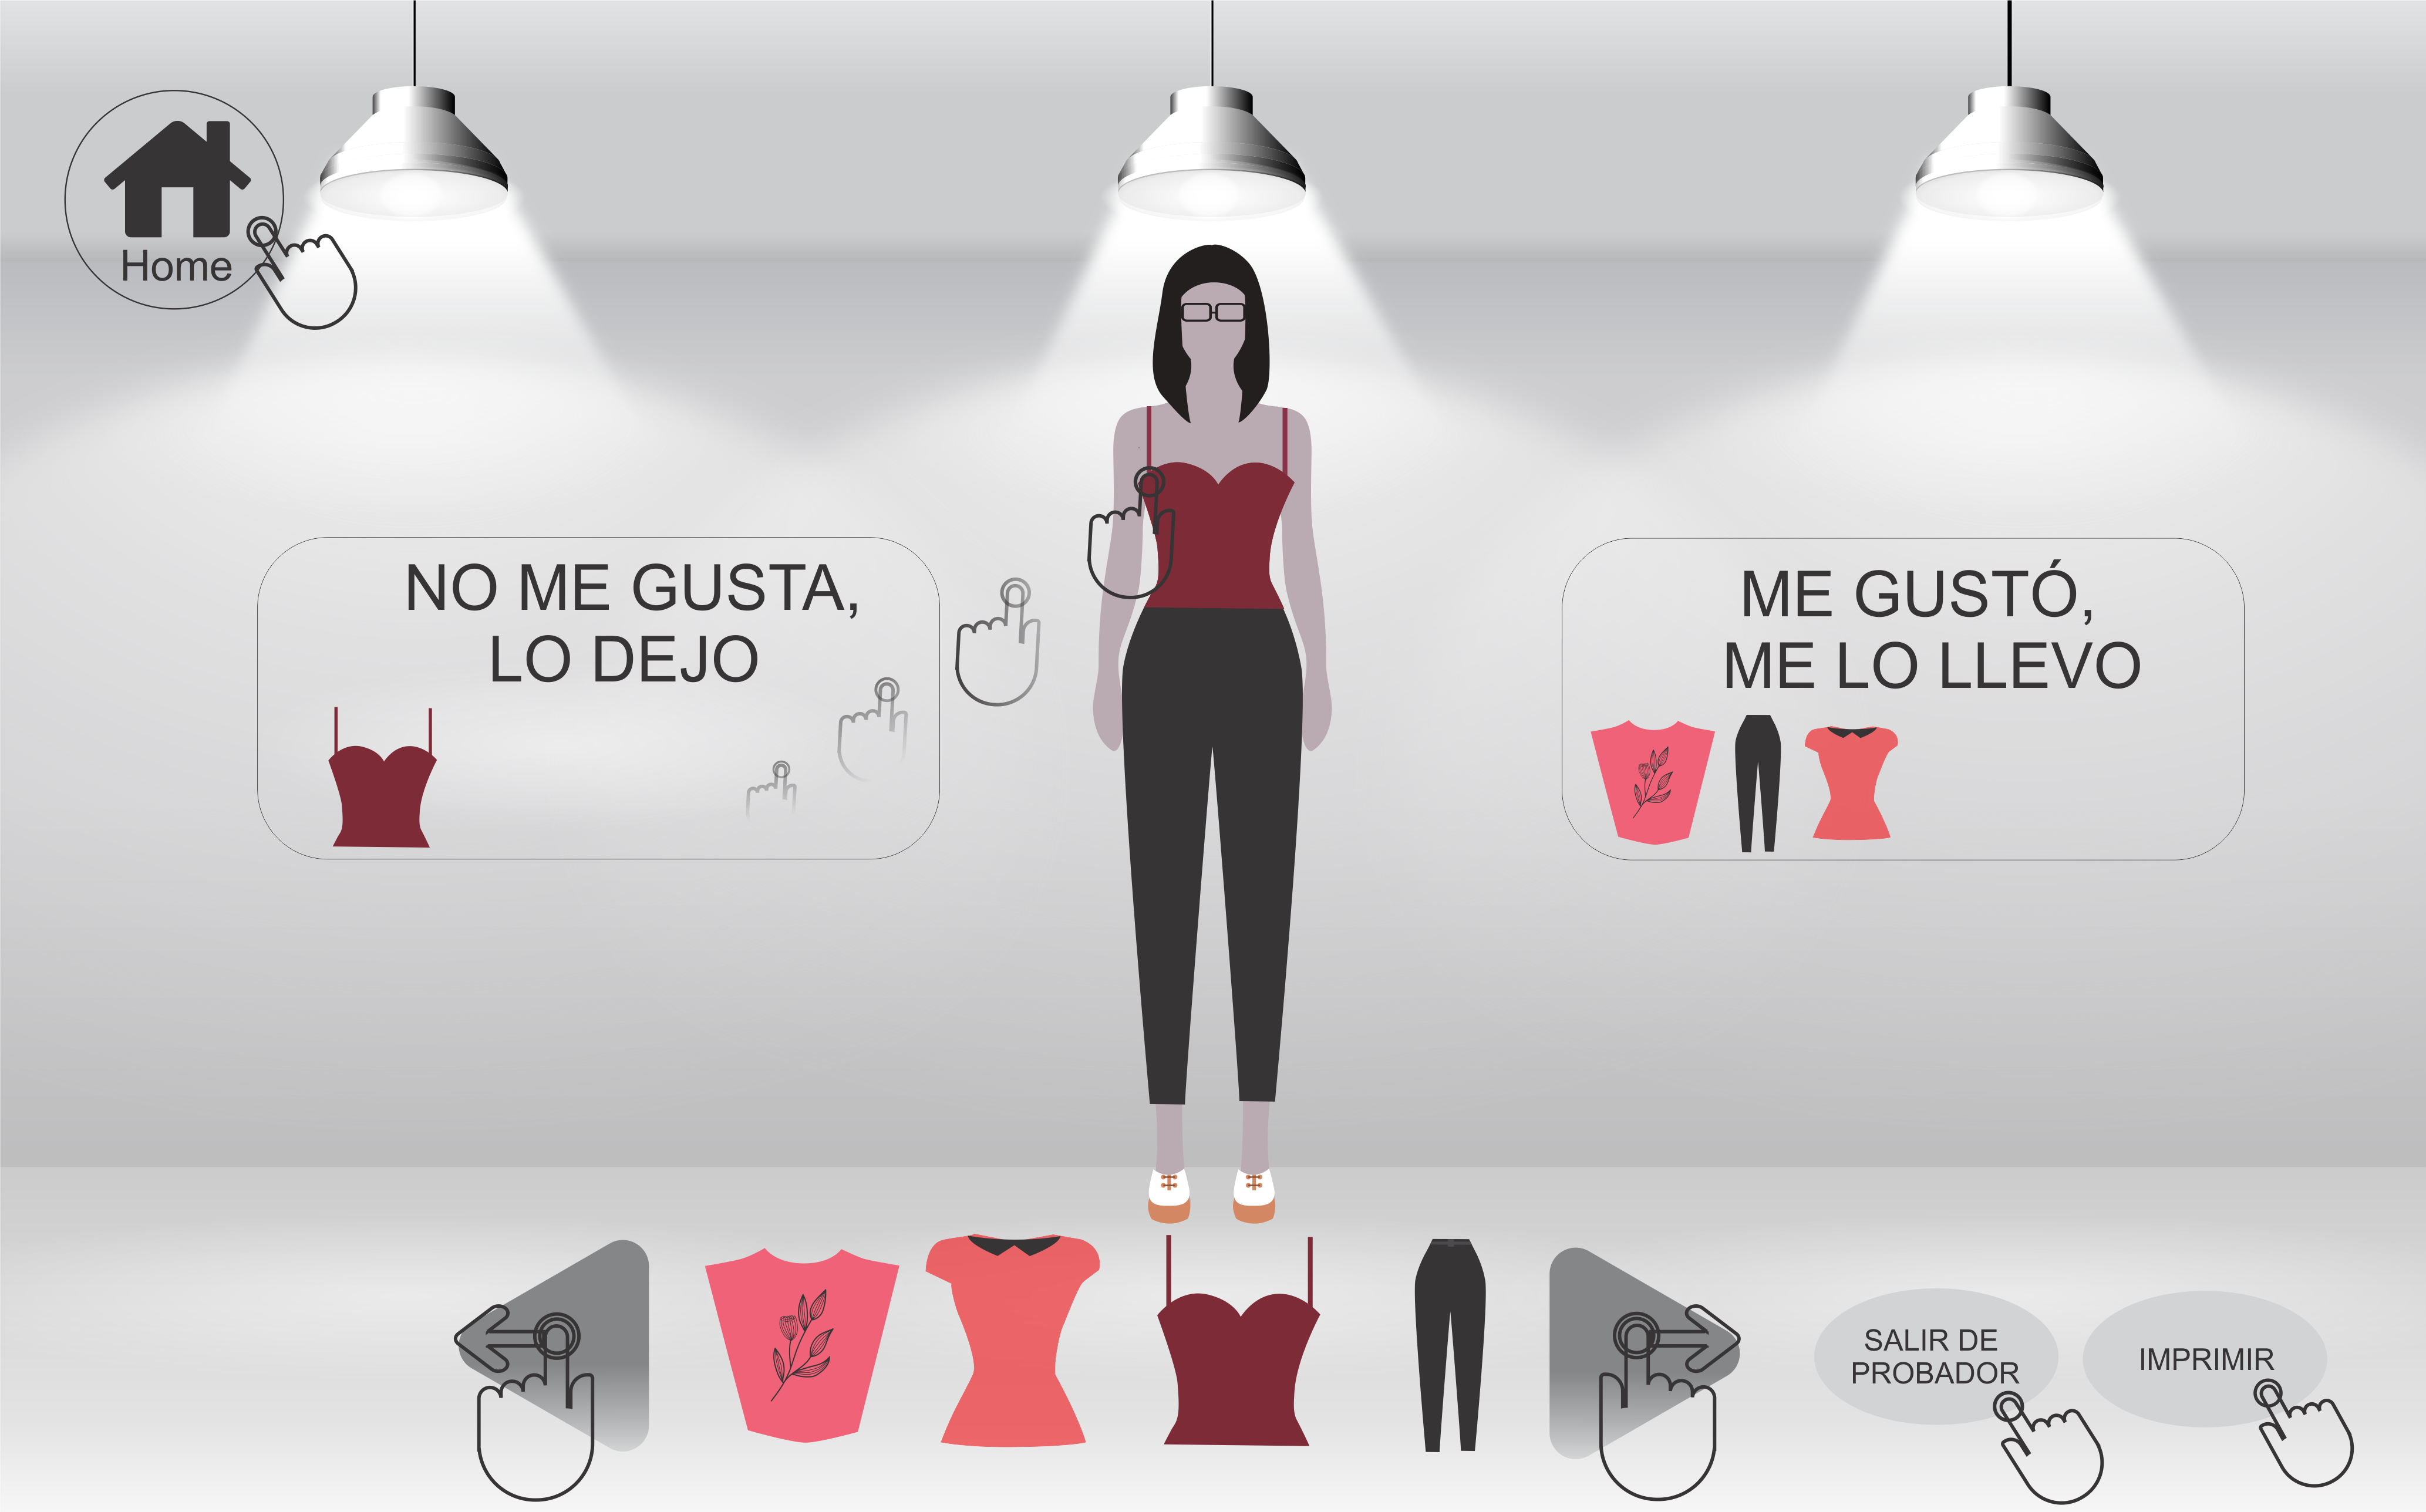 Home
NO ME GUSTA,
LO DEJO
ME GUSTÓ,
ME LO LLEVO
SALIR DE
PROBADOR
IMPRIMIR